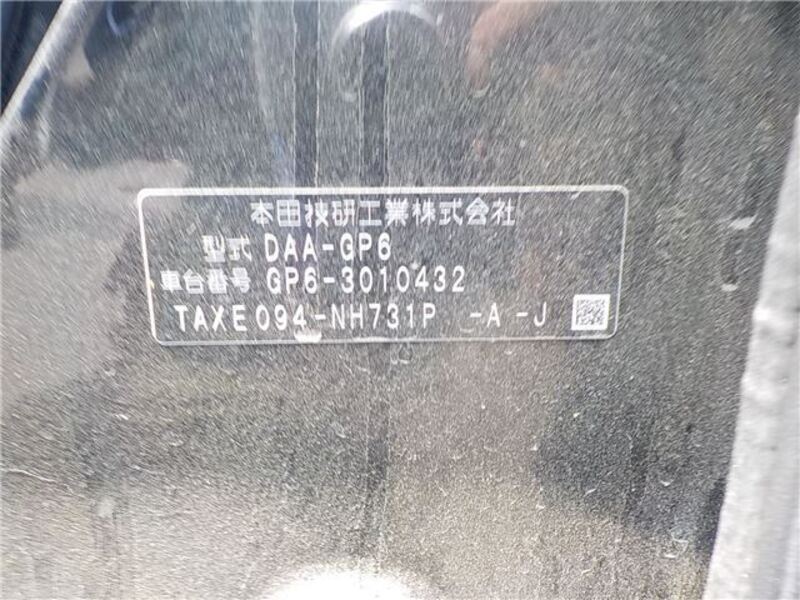 本田技研工業株式会社
型式 DAA-GP6
車台番号 GP6-3010432
TAXE094-NH731P -A -J